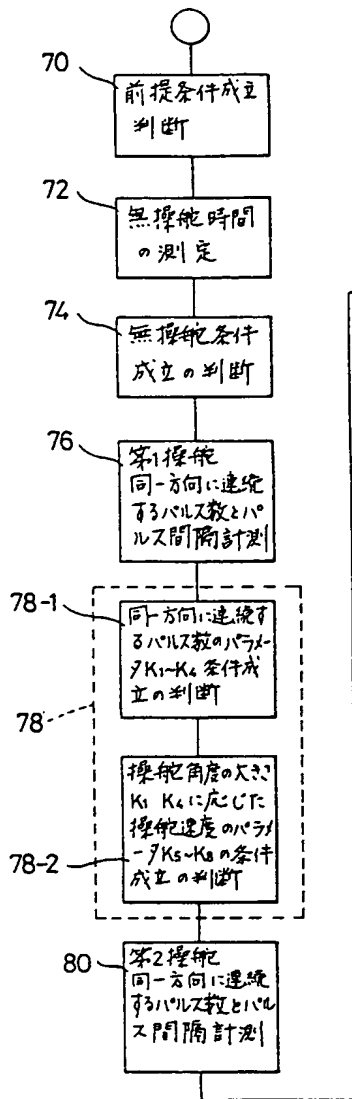 70
前提条件成立
判断
72
無操舵時間
の測定
74
無操舵条件
成立の判断
76
第1操舵
同一方向に連続
するパルス数とパ
ルス間隔計測
78-1
同一方向に連続す
るパルス数のパラメー
タK₁~K₄条件成
立の判断
78
操舵角度の大きさ
K₁ K₄に応じた
操舵速度のパラメ
ータK₅~K₈の条件
成立の判断
78-2
80
第2操舵
同一方向に連続
するパルス数とパル
ス間隔計測